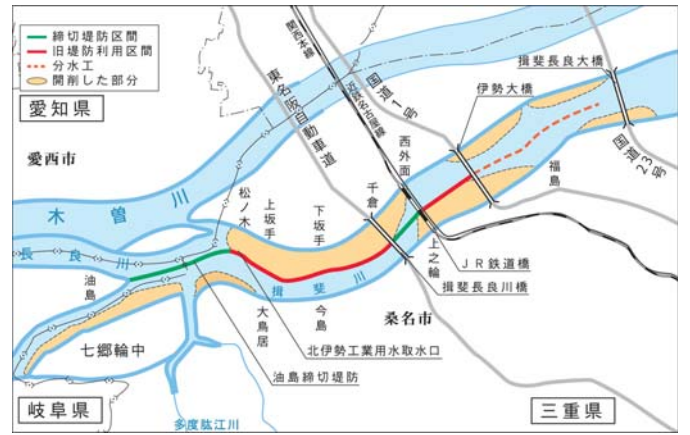 締切堤防区間
旧堤防利用区間
分水工
開削した部分
愛知県
愛西市
木曽川
長良川
揖斐川
関西本線
近鉄名古屋線
東名阪自動車道
国道1号
揖斐長良大橋
伊勢大橋
国道23号
西外面
千倉
福島
松ノ木
上坂手
下坂手
上之輪
JR鉄道橋
揖斐長良川橋
油島
大鳥居
今島
桑名市
七郷輪中
北伊勢工業用水取水口
油島締切堤防
岐阜県
多度肱江川
三重県